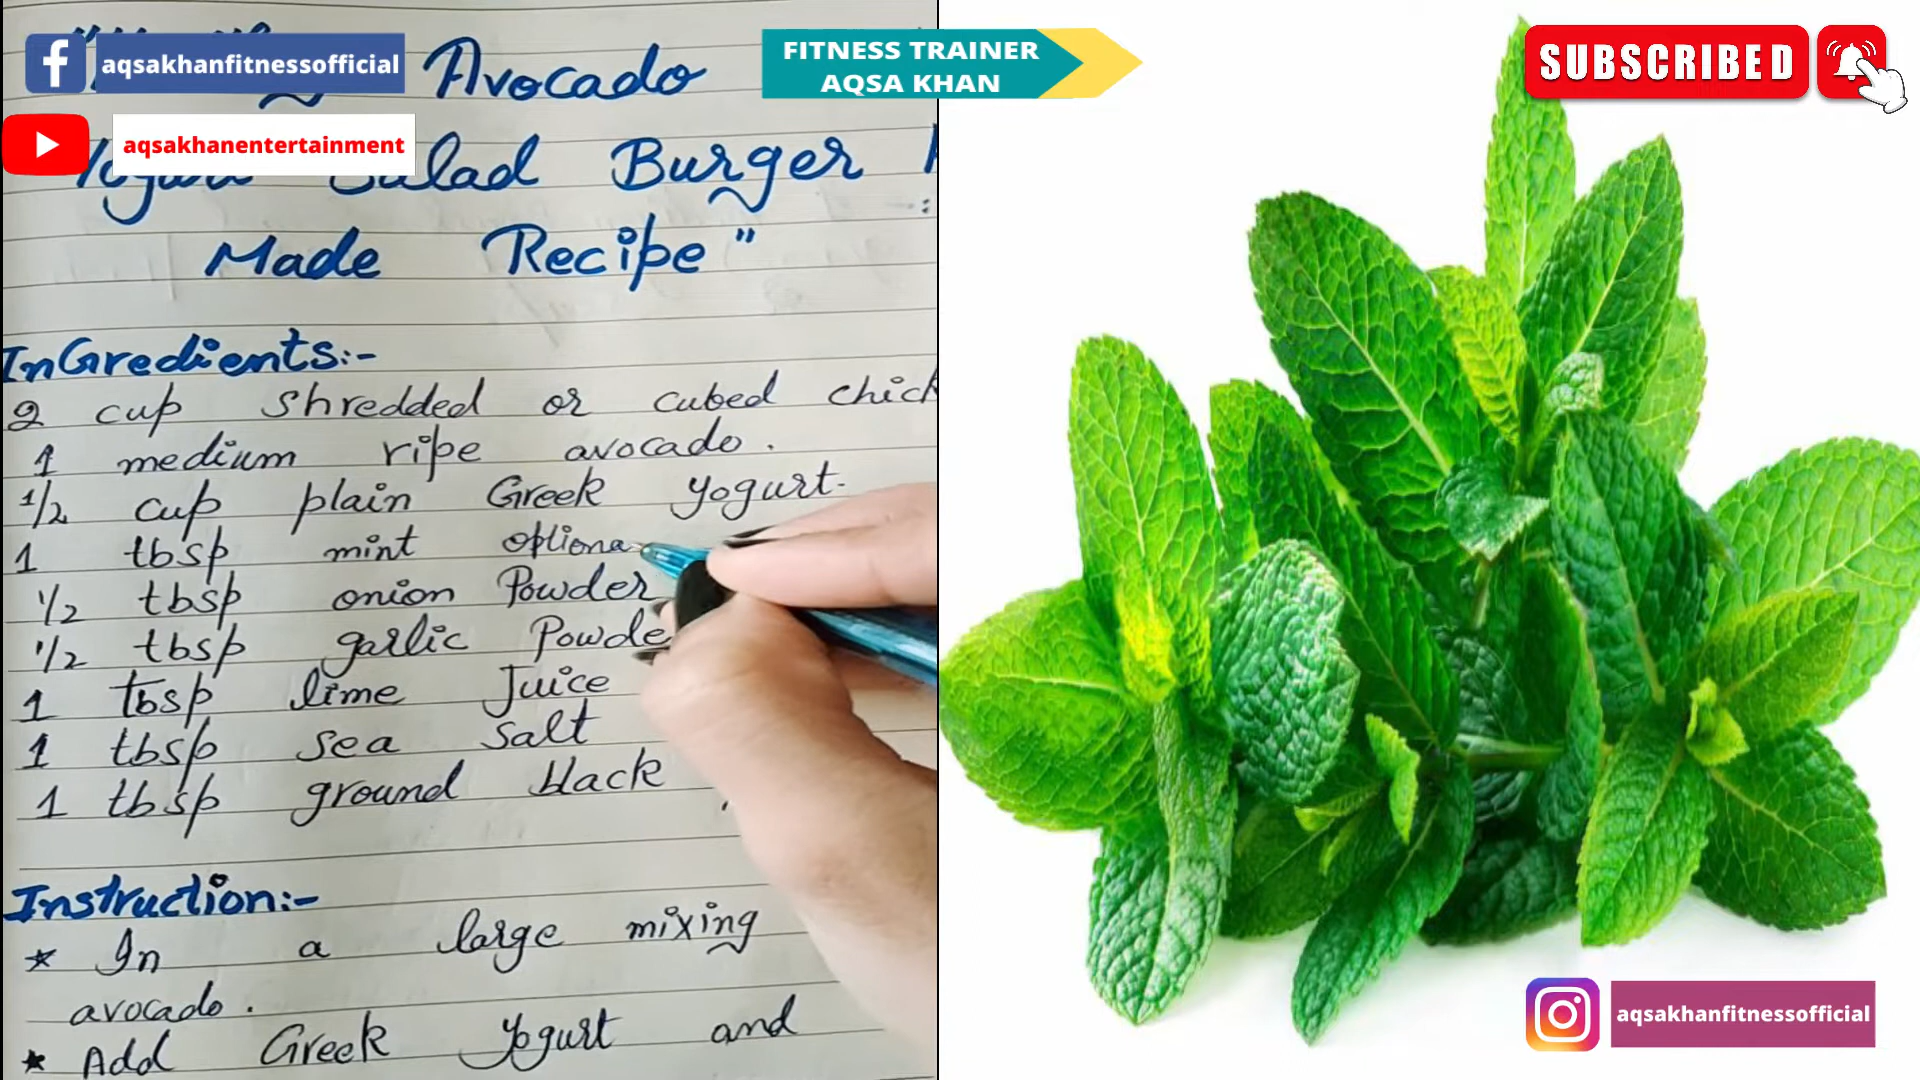 Avocado
Salad Burger
Made Recipe"
InGredients:-
2 cup shredded or cubed chick
1 medium ripe avocado.
1/2 cup plain Greek yogurt.
1 tbsp mint optiona
1/2 tbsp onion Powder
1/2 tbsp garlic Powde
1 tbsp lime Juice
1 tbsp sea salt
1 tbsp ground black
Instruction:-
* In a large mixing
avocado.
* Add Greek Yogurt and
aqsakhanfitnessofficial
aqsakhanentertainment
FITNESS TRAINER
AQSA KHAN
SUBSCRIBED
aqsakhanfitnessofficial